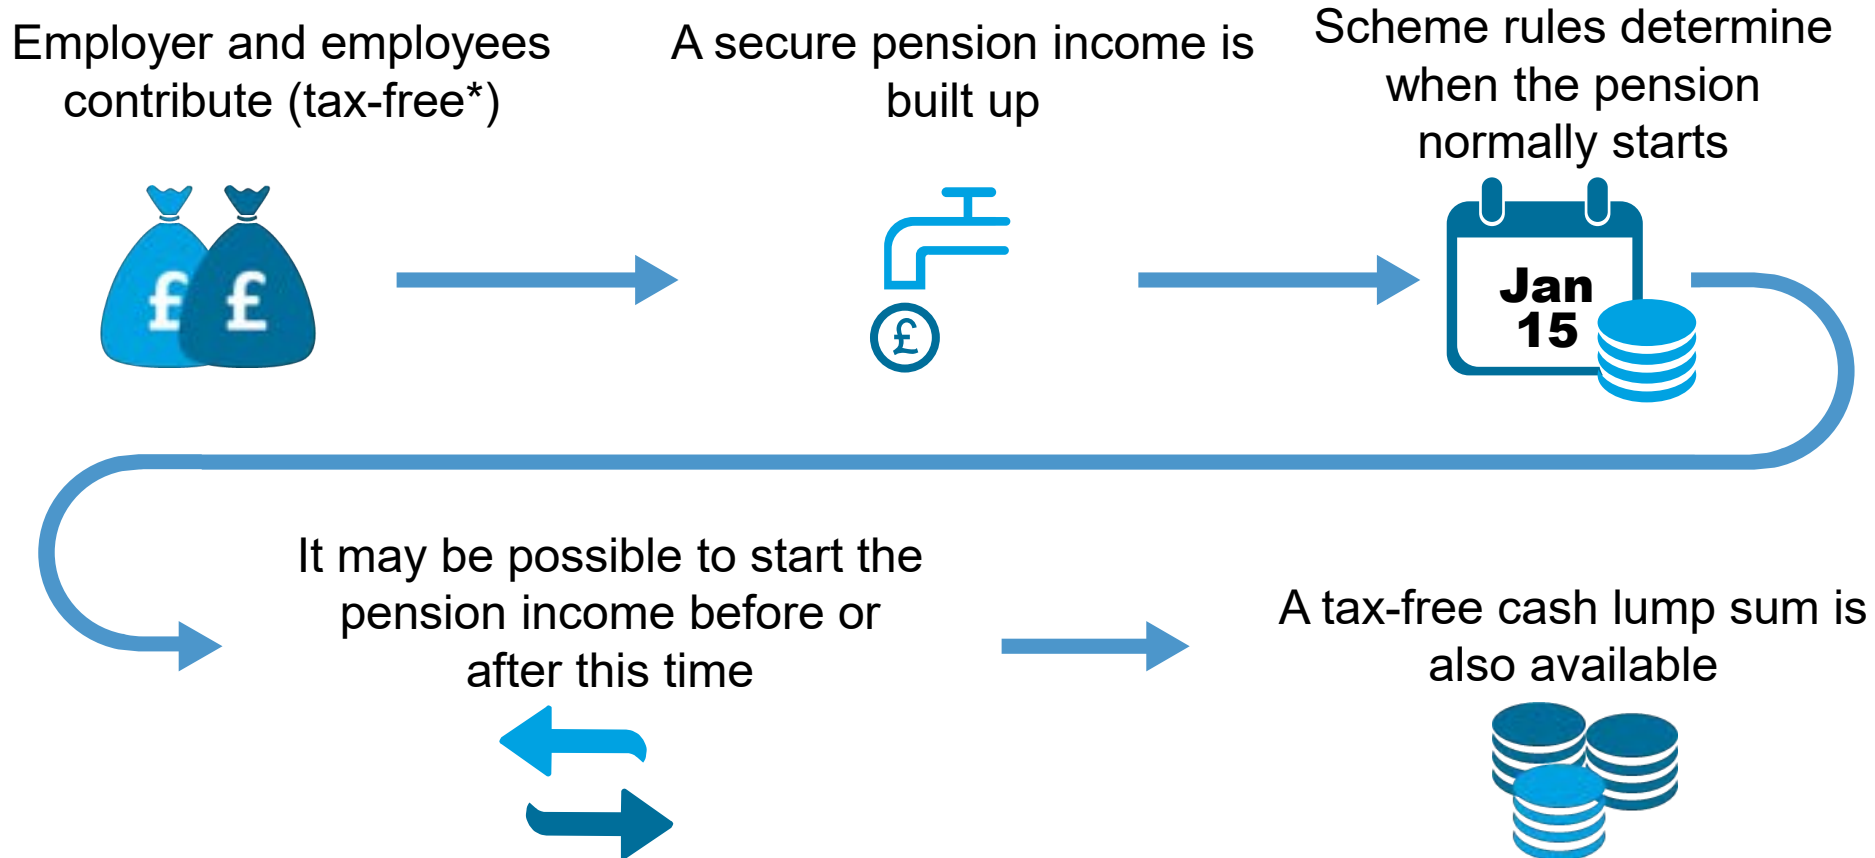 Employer and employees
contribute (tax-free*)
A secure pension income is
built up
Scheme rules determine
when the pension
normally starts
£ £
£
Jan
15
It may be possible to start the
pension income before or
after this time
A tax-free cash lump sum is
also available